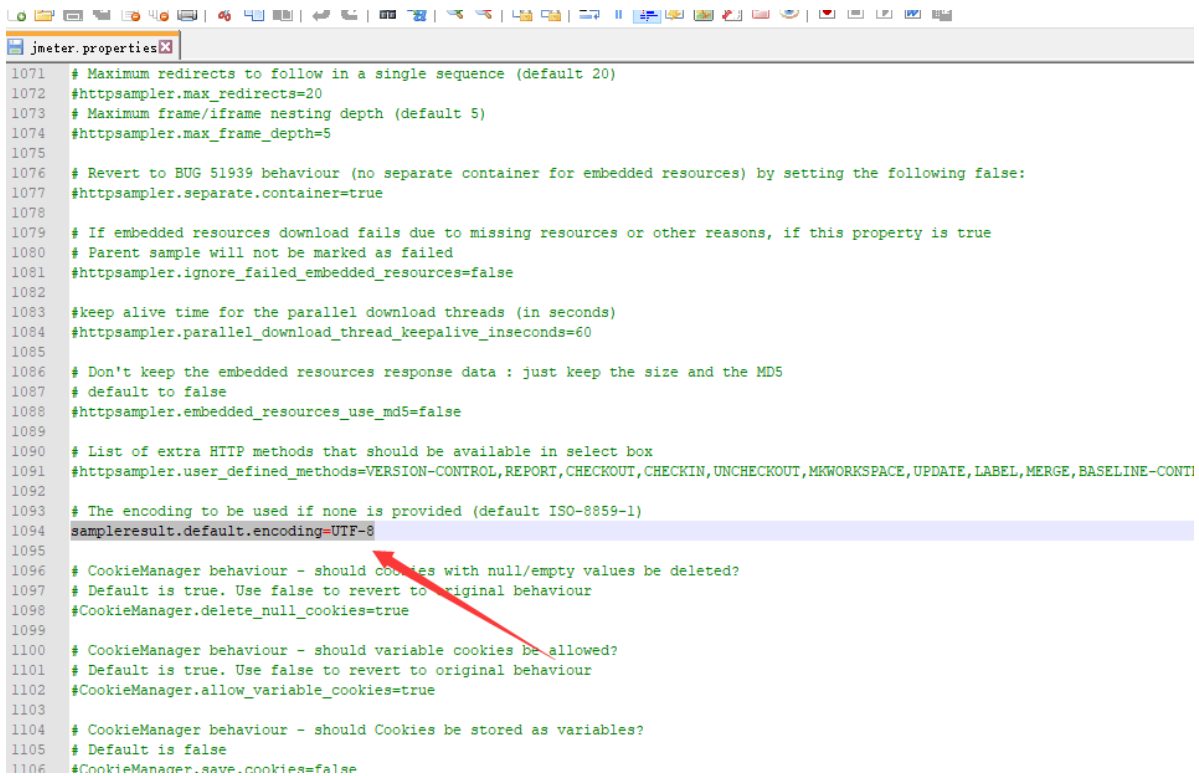 jmeter.properties
1071 # Maximum redirects to follow in a single sequence (default 20)
1072 #httpsampler.max_redirects=20
1073 # Maximum frame/iframe nesting depth (default 5)
1074 #httpsampler.max_frame_depth=5
1075
1076 # Revert to BUG 51939 behaviour (no separate container for embedded resources) by setting the following false:
1077 #httpsampler.separate.container=true
1078
1079 # If embedded resources download fails due to missing resources or other reasons, if this property is true
1080 # Parent sample will not be marked as failed
1081 #httpsampler.ignore_failed_embedded_resources=false
1082
1083 #keep alive time for the parallel download threads (in seconds)
1084 #httpsampler.parallel_download_thread_keepalive_inseconds=60
1085
1086 # Don't keep the embedded resources response data : just keep the size and the MD5
1087 # default to false
1088 #httpsampler.embedded_resources_use_md5=false
1089
1090 # List of extra HTTP methods that should be available in select box
1091 #httpsampler.user_defined_methods=VERSION-CONTROL,REPORT,CHECKOUT,CHECKIN,UNCHECKOUT,MKWORKSPACE,UPDATE,LABEL,MERGE,BASELINE-CONT
1092
1093 # The encoding to be used if none is provided (default ISO-8859-1)
1094 sampleresult.default.encoding=UTF-8
1095
1096 # CookieManager behaviour - should cookies with null/empty values be deleted?
1097 # Default is true. Use false to revert to original behaviour
1098 #CookieManager.delete_null_cookies=true
1099
1100 # CookieManager behaviour - should variable cookies be allowed?
1101 # Default is true. Use false to revert to original behaviour
1102 #CookieManager.allow_variable_cookies=true
1103
1104 # CookieManager behaviour - should Cookies be stored as variables?
1105 # Default is false
1106 #CookieManager.save.cookies=false